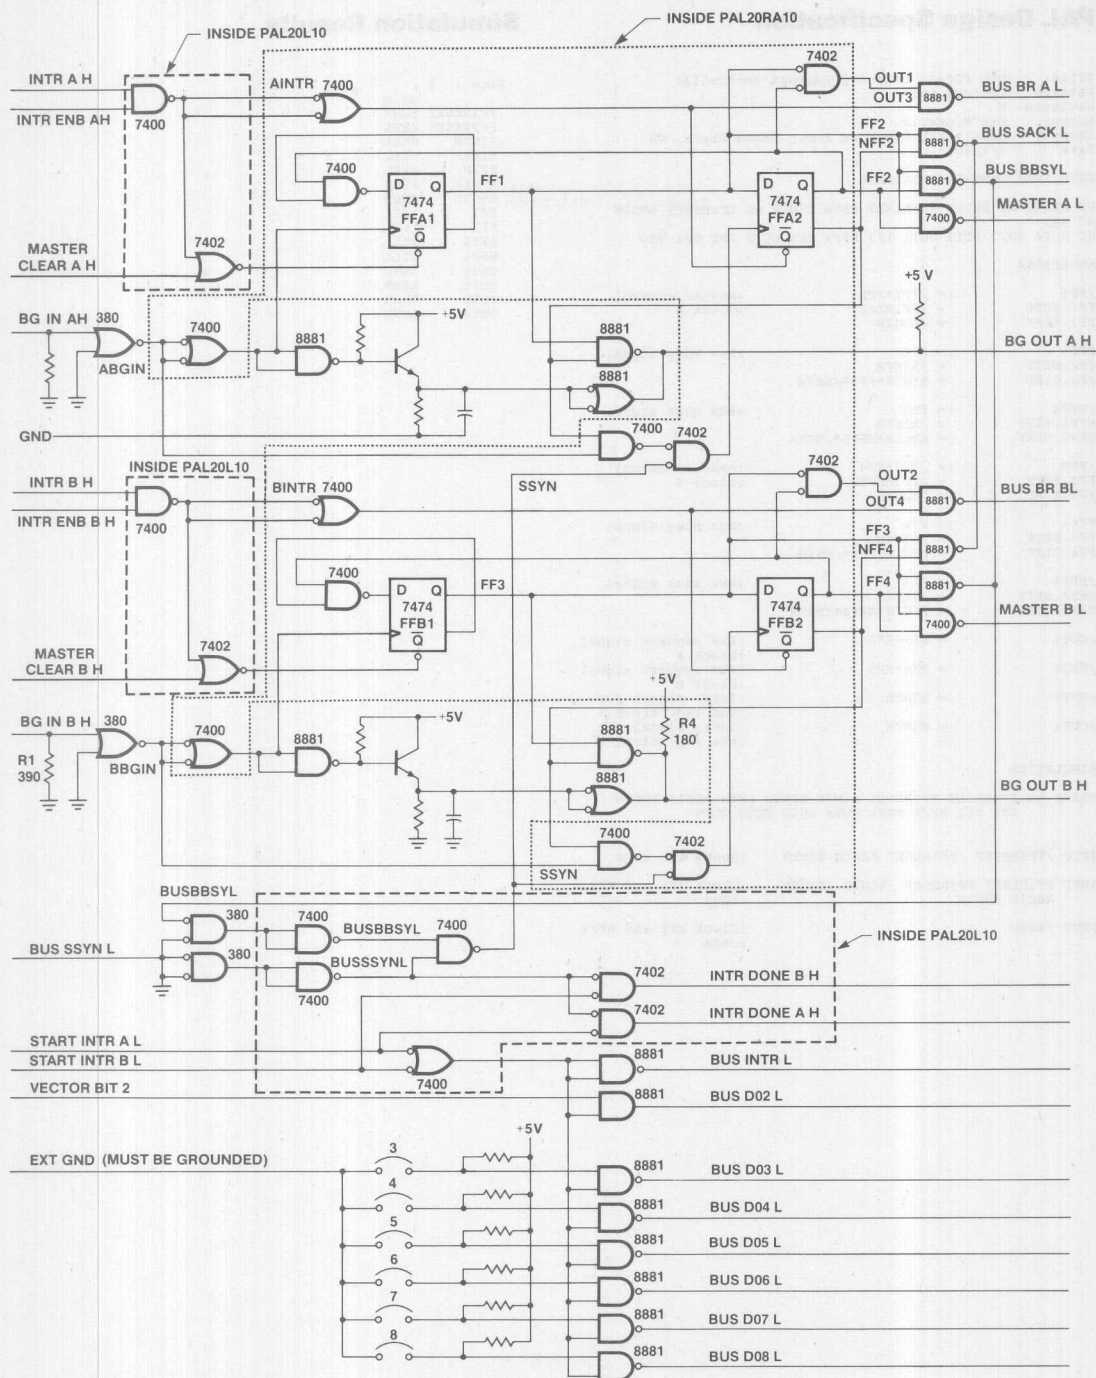 INSIDE PAL20RA10
INSIDE PAL20L10
7402
INTR A H
AINTR
7400
OUT1
BUS BR A L
8881
OUT3
INTR ENB AH
7400
FF2
BUS SACK L
NFF2
8881
7400
FF1
BUS BBSYL
D Q
7474
FFA1
Q
D Q
7474
FFA2
Q
FF2
8881
MASTER A L
7400
7402
MASTER
CLEAR A H
+5 V
+5V
BG IN AH
380
7400
8881
8881
BG OUT A H
ABGIN
8881
7400
7402
GND
INSIDE PAL20L10
7402
SSYN
INTR B H
BINTR
7400
OUT2
BUS BR BL
8881
OUT4
INTR ENB B H
7400
FF3
NFF4
8881
7400
FF3
D Q
7474
FFB1
Q
D Q
7474
FFB2
Q
FF4
8881
MASTER B L
7400
7402
MASTER
CLEAR B H
+5V
+5V
R4
180
BG IN B H
380
7400
8881
8881
R1
390
BBGIN
8881
BG OUT B H
7400
7402
SSYN
BUSBBSYL
380
7400
BUSBBSYL
7400
INSIDE PAL20L10
BUS SSYN L
380
BUSSSYNL
7400
7402
INTR DONE B H
7402
INTR DONE A H
START INTR A L
START INTR B L
7400
8881
BUS INTR L
VECTOR BIT 2
8881
BUS D02 L
+5V
EXT GND (MUST BE GROUNDED)
3
8881
BUS D03 L
4
8881
BUS D04 L
5
8881
BUS D05 L
6
8881
BUS D06 L
7
8881
BUS D07 L
8
8881
BUS D08 L